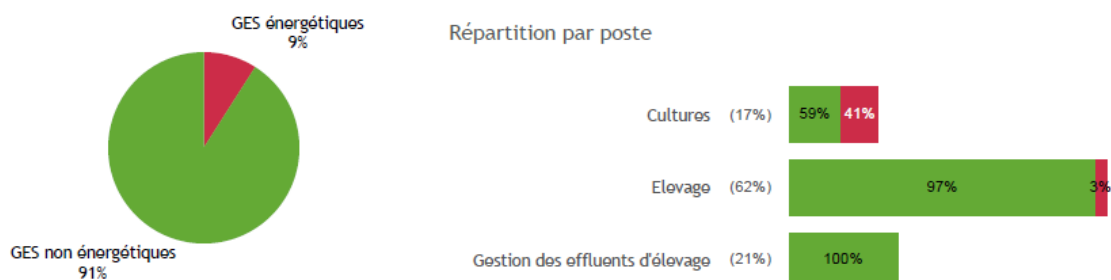 GES énergétiques
9%
GES non énergétiques
91%
Répartition par poste
Cultures (17%) 59% 41%
Elevage (62%) 97% 3%
Gestion des effluents d'élevage (21%) 100%